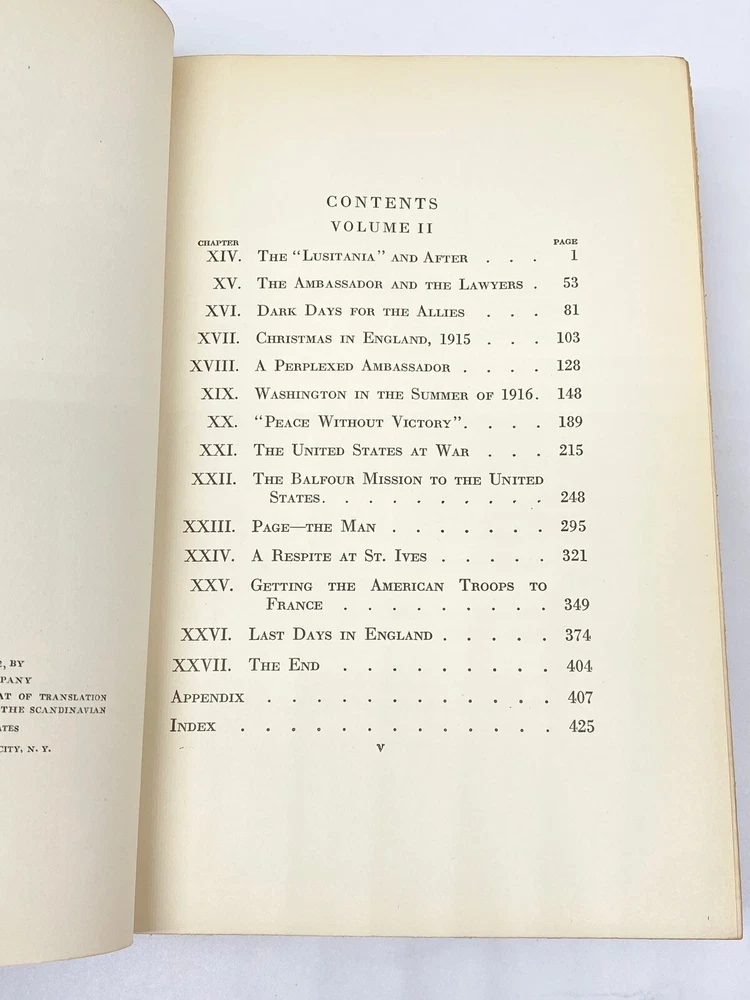 2, BY
PANY
AT OF TRANSLATION
THE SCANDINAVIAN
ATES
CITY, N. Y.
CONTENTS
VOLUME II
CHAPTER PAGE
XIV. THE "LUSITANIA" AND AFTER . . . 1
XV. THE AMBASSADOR AND THE LAWYERS . 53
XVI. DARK DAYS FOR THE ALLIES . . . 81
XVII. CHRISTMAS IN ENGLAND, 1915 . . . 103
XVIII. A PERPLEXED AMBASSADOR . . . . 128
XIX. WASHINGTON IN THE SUMMER OF 1916. 148
XX. "PEACE WITHOUT VICTORY". . . . 189
XXI. THE UNITED STATES AT WAR . . . 215
XXII. THE BALFOUR MISSION TO THE UNITED
STATES. . . . . . . . . . 248
XXIII. PAGE—THE MAN . . . . . . . 295
XXIV. A RESPITE AT ST. IVES . . . . . 321
XXV. GETTING THE AMERICAN TROOPS TO
FRANCE . . . . . . . . . 349
XXVI. LAST DAYS IN ENGLAND . . . . . 374
XXVII. THE END . . . . . . . . . 404
APPENDIX . . . . . . . . . . . . 407
INDEX . . . . . . . . . . . . . 425
v